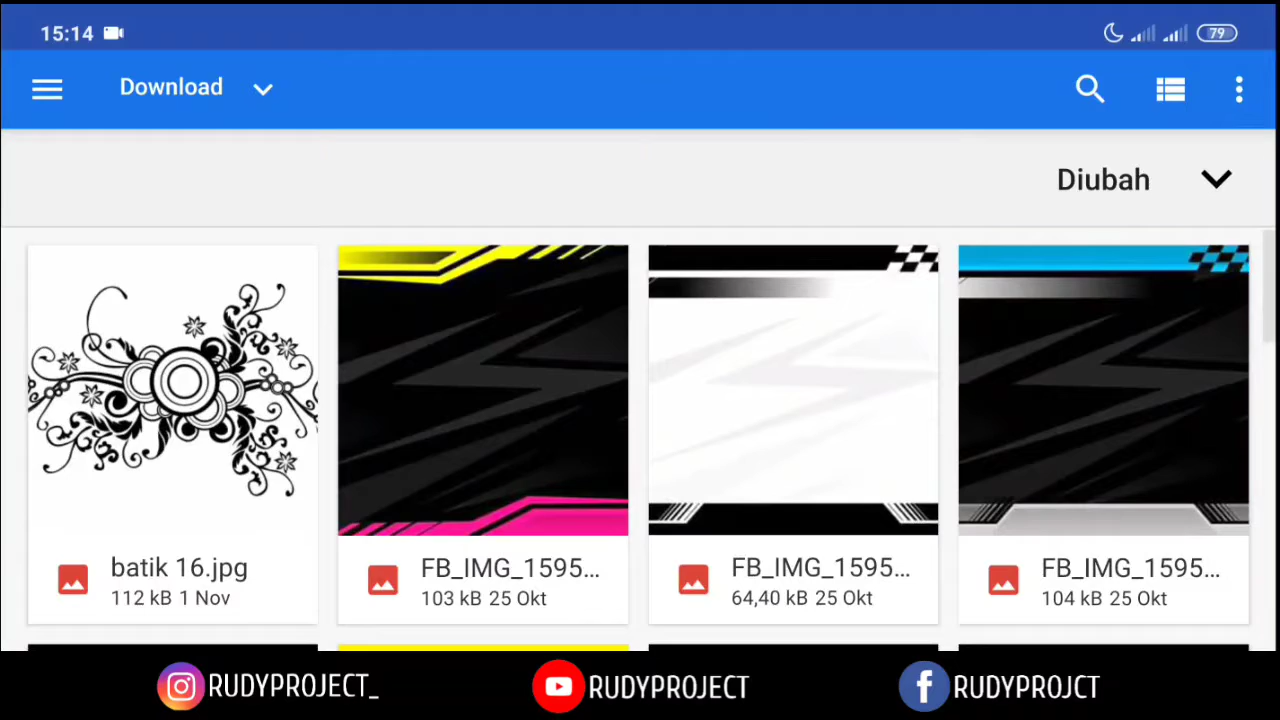 15:14
79
Download
Diubah
batik 16.jpg
112 kB 1 Nov
FB_IMG_1595...
103 kB 25 Okt
FB_IMG_1595...
64,40 kB 25 Okt
FB_IMG_1595...
104 kB 25 Okt
RUDYPROJECT_
RUDYPROJECT
RUDYPROJCT